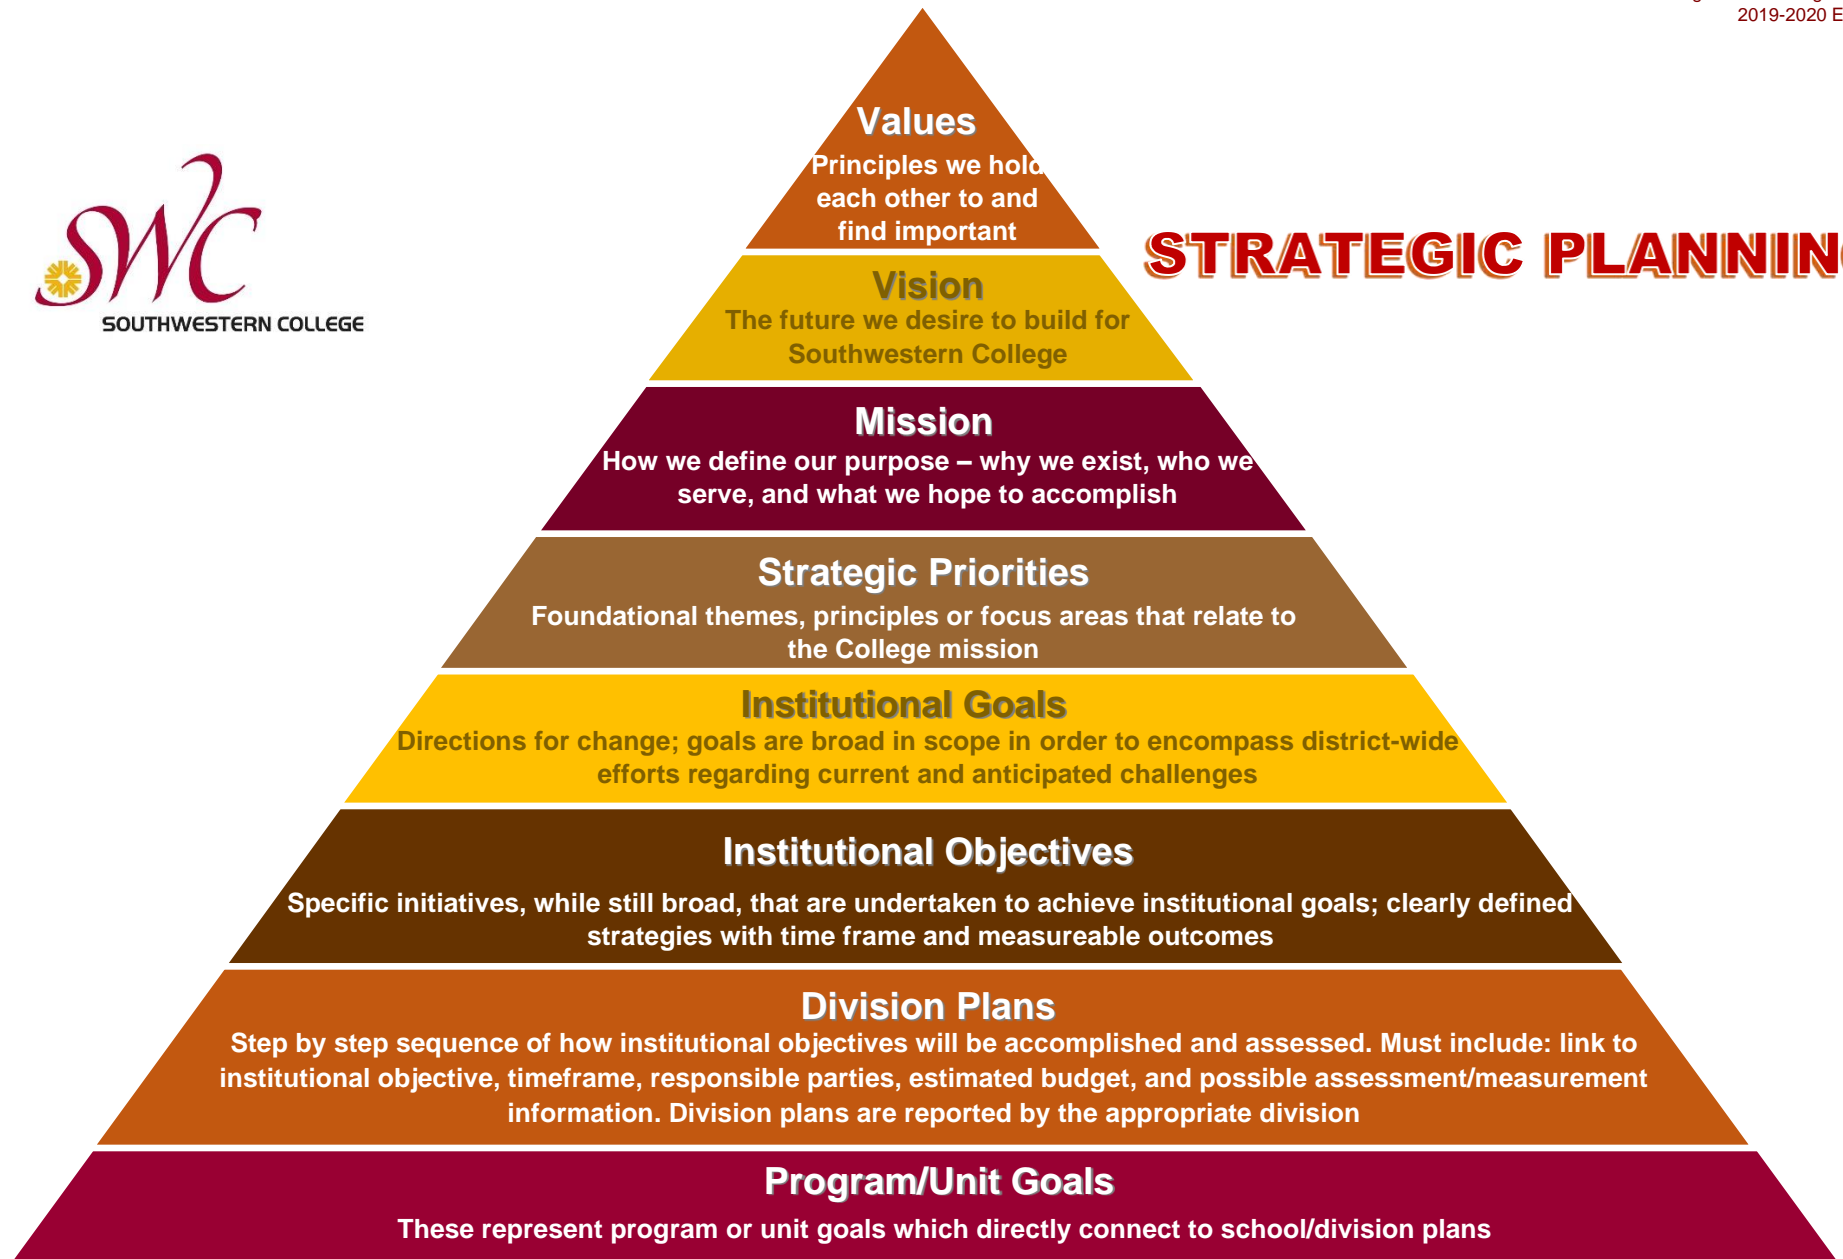 2019-2020 E
Values
Principles we hold
each other to and
find important
SWC
SOUTHWESTERN COLLEGE
STRATEGIC PLANNIN
Vision
The future we desire to build for
Southwestern College
Mission
How we define our purpose – why we exist, who we
serve, and what we hope to accomplish
Strategic Priorities
Foundational themes, principles or focus areas that relate to
the College mission
Institutional Goals
Directions for change; goals are broad in scope in order to encompass district-wide
efforts regarding current and anticipated challenges
Institutional Objectives
Specific initiatives, while still broad, that are undertaken to achieve institutional goals; clearly defined
strategies with time frame and measureable outcomes
Division Plans
Step by step sequence of how institutional objectives will be accomplished and assessed. Must include: link to
institutional objective, timeframe, responsible parties, estimated budget, and possible assessment/measurement
information. Division plans are reported by the appropriate division
Program/Unit Goals
These represent program or unit goals which directly connect to school/division plans